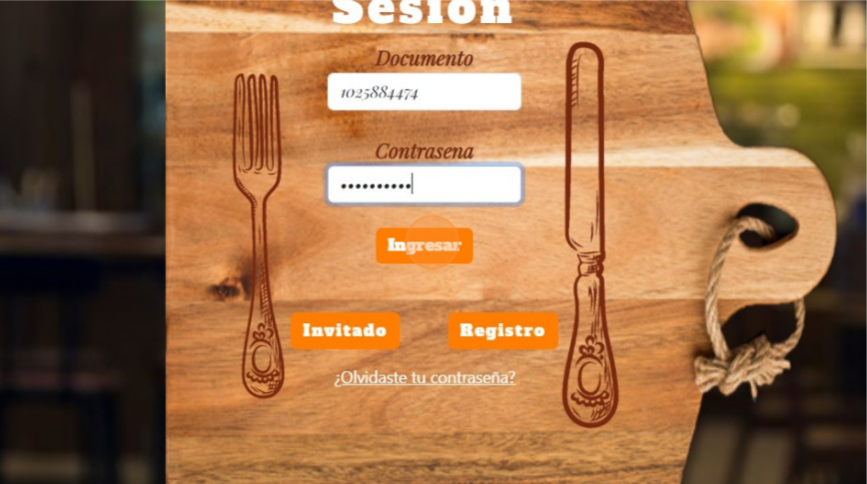 Sesión
Documento
1025884474
Contrasena
••••••••••
Ingresar
Invitado Registro
¿Olvidaste tu contraseña?